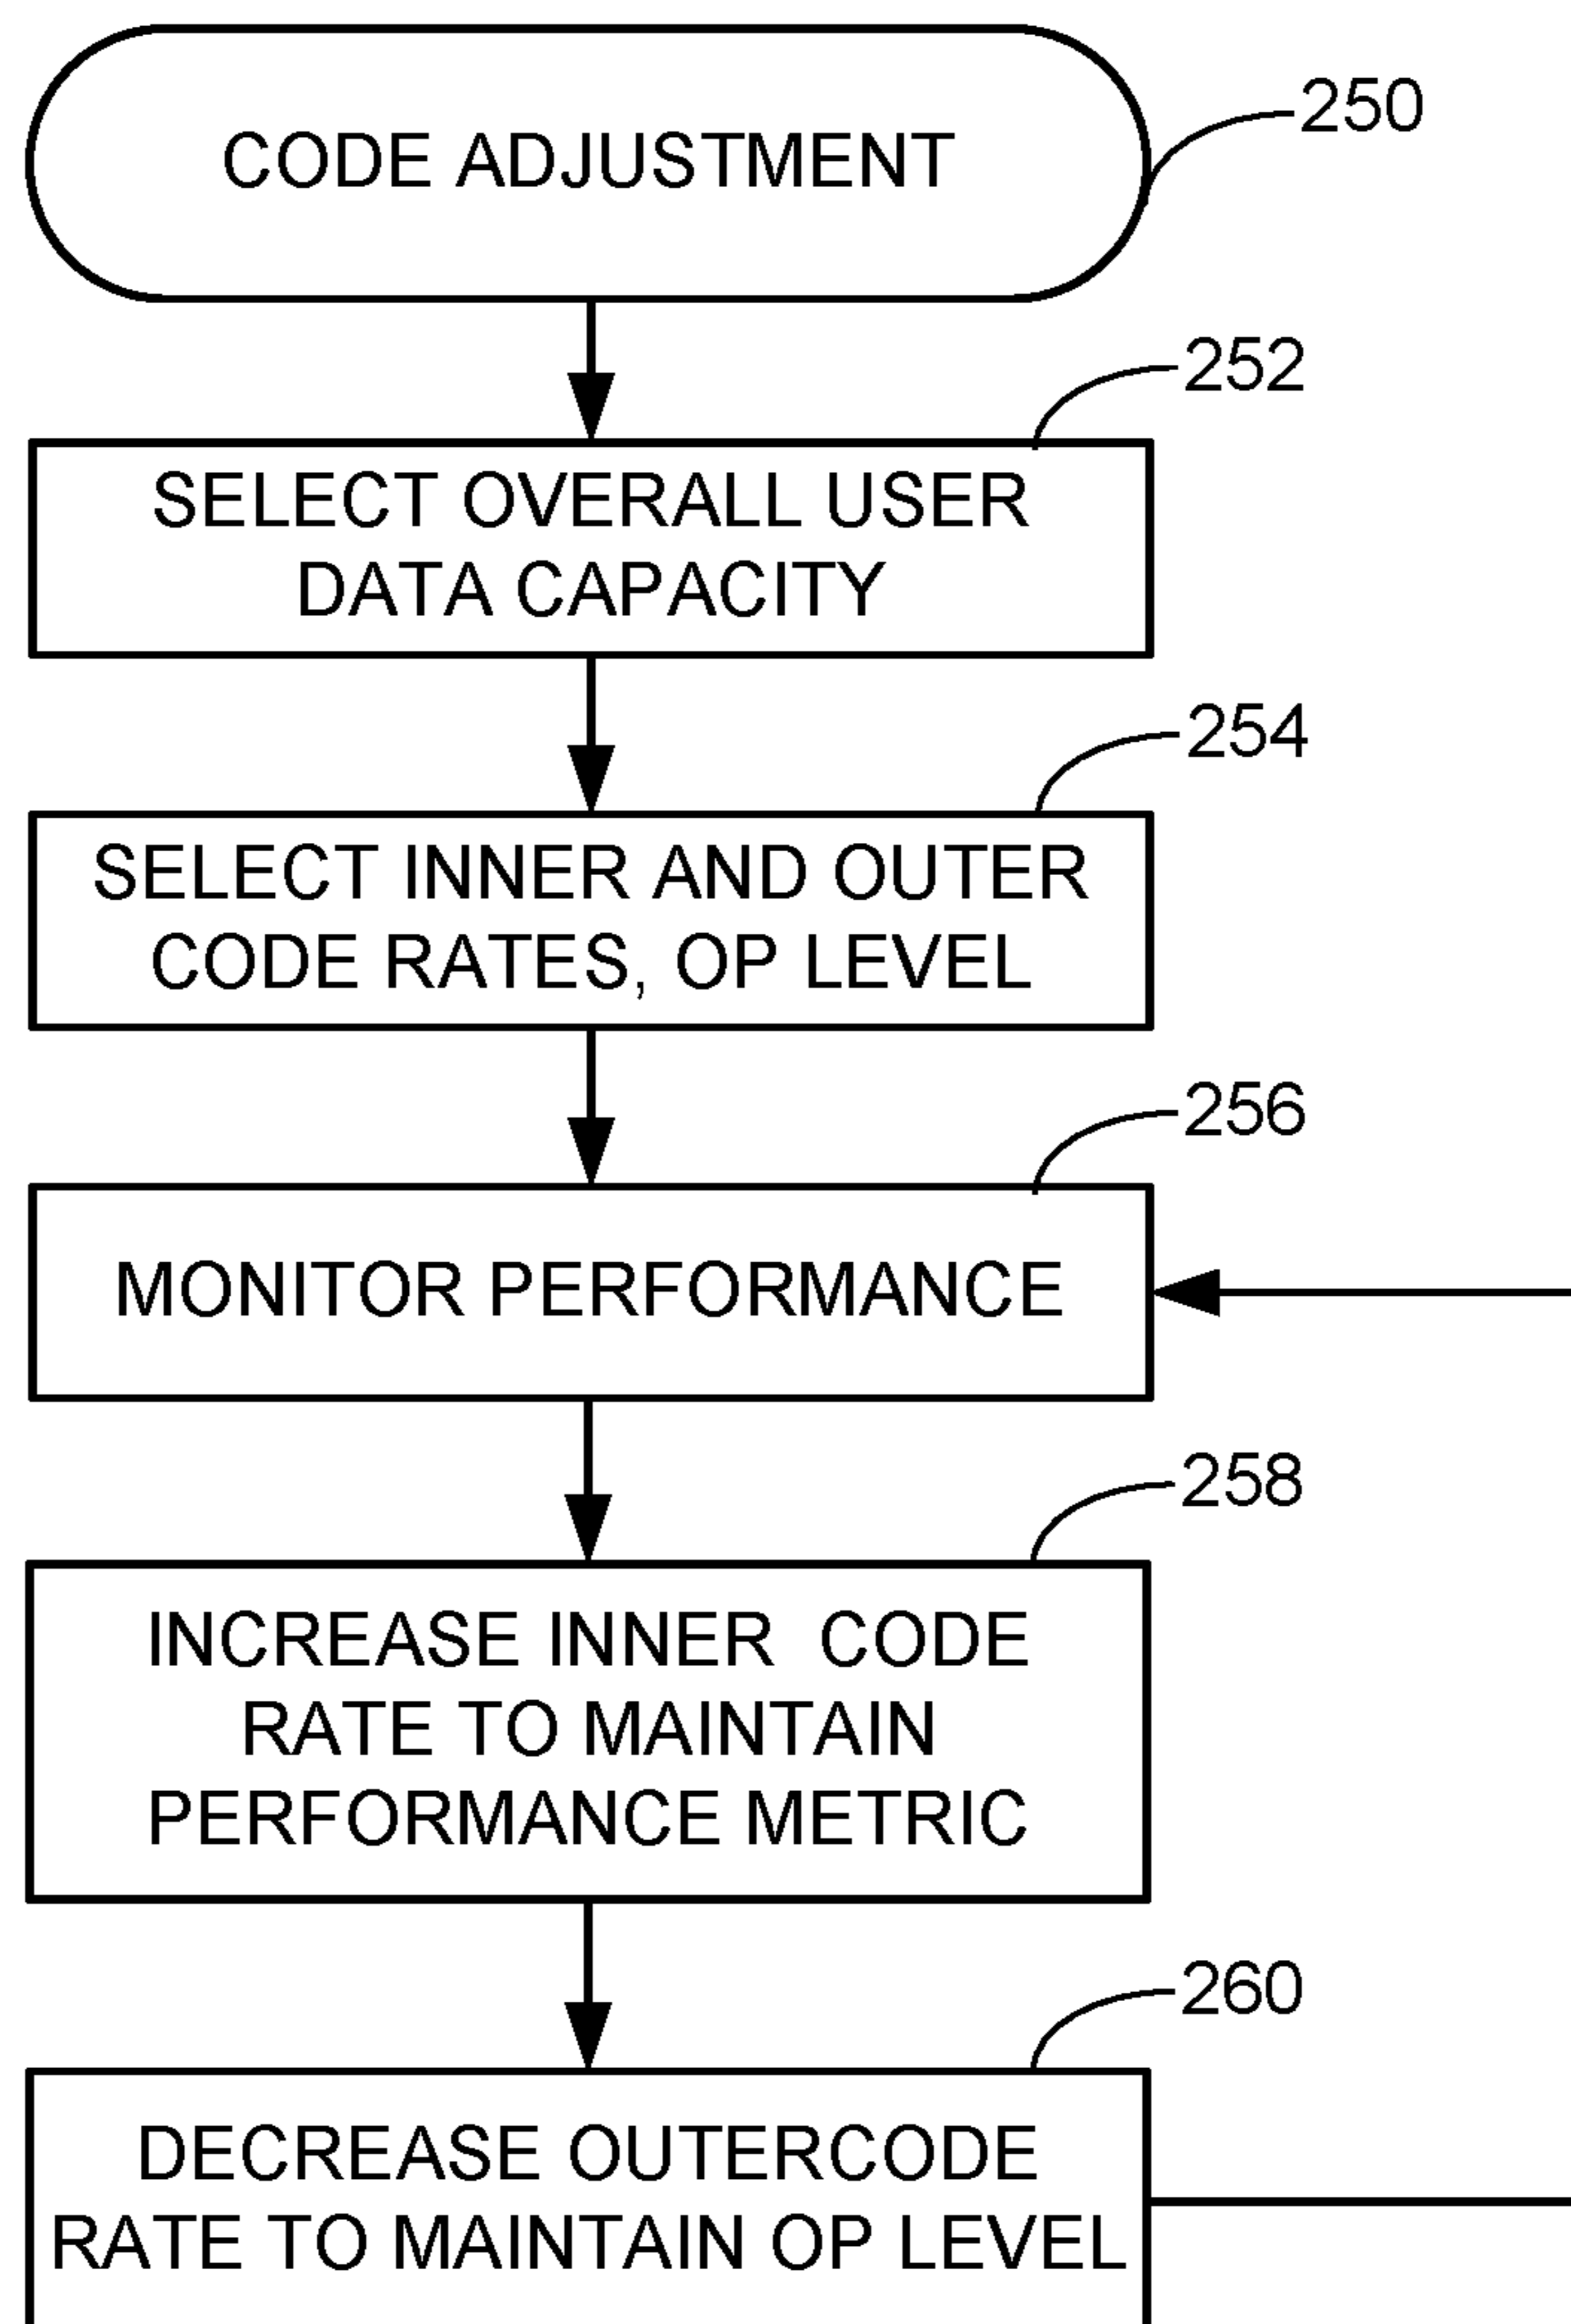 CODE ADJUSTMENT
250
252
SELECT OVERALL USER
DATA CAPACITY
254
SELECT INNER AND OUTER
CODE RATES, OP LEVEL
256
MONITOR PERFORMANCE
258
INCREASE INNER CODE
RATE TO MAINTAIN
PERFORMANCE METRIC
260
DECREASE OUTERCODE
RATE TO MAINTAIN OP LEVEL